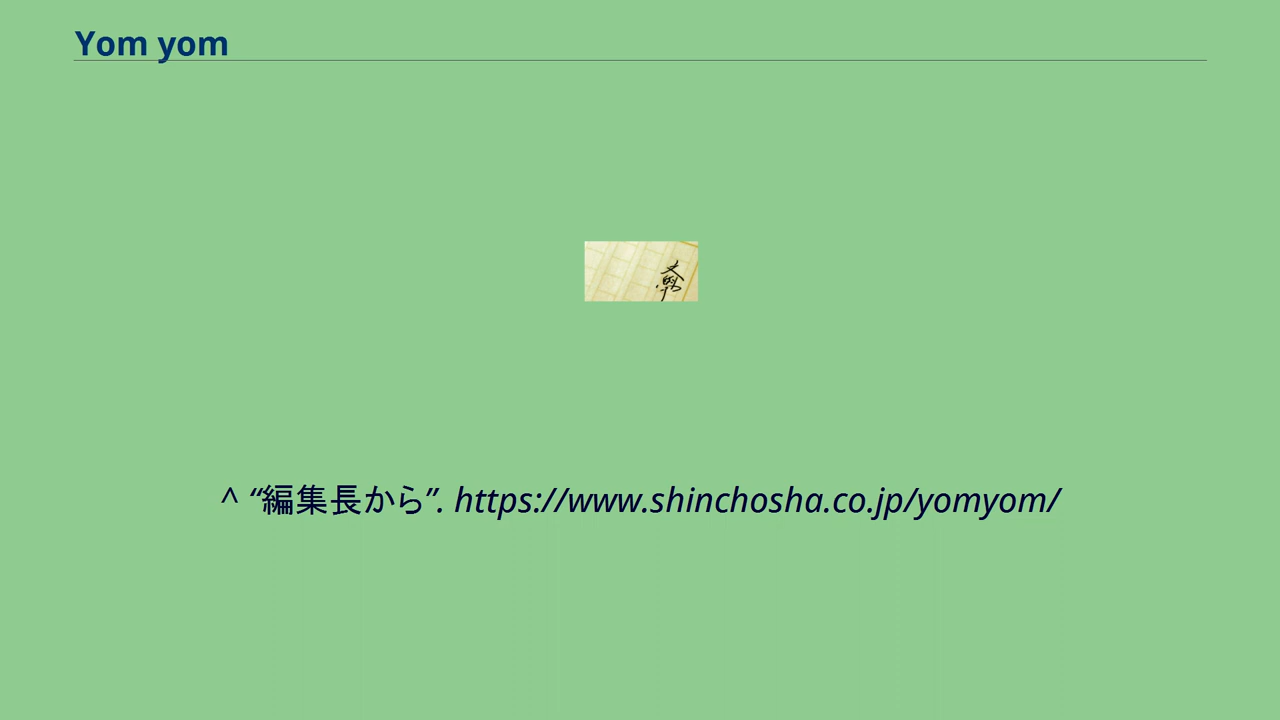 Yom yom
^ “編集長から”. https://www.shinchosha.co.jp/yomyom/